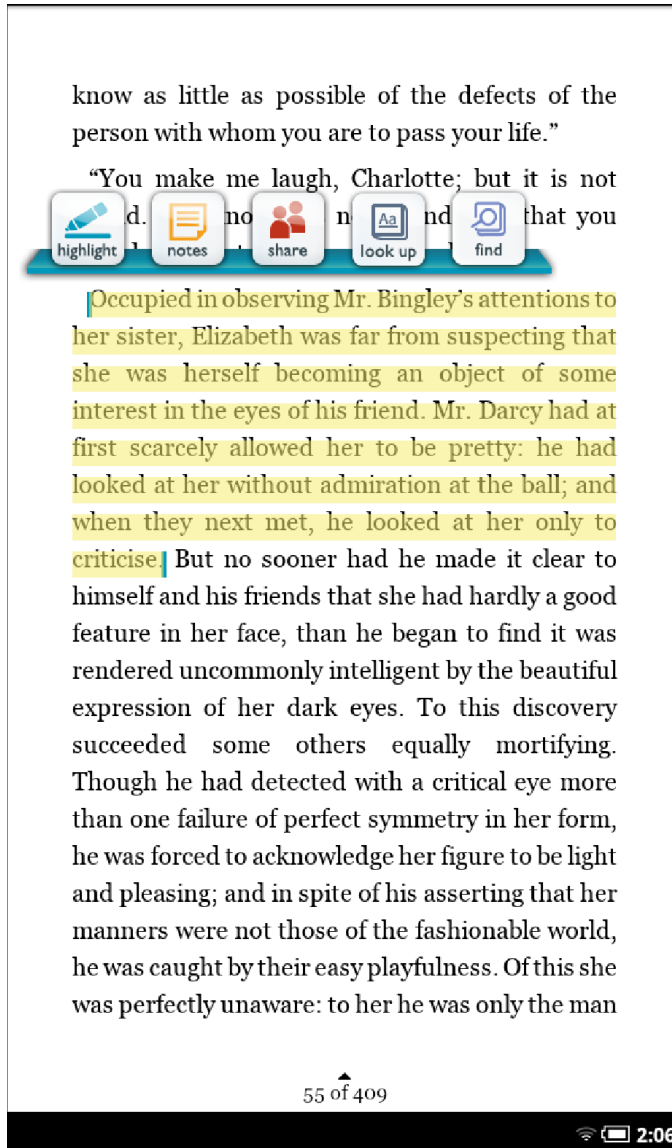 know as little as possible of the defects of the
person with whom you are to pass your life.”
“You make me laugh, Charlotte; but it is not
that you
highlight notes share look up find
Occupied in observing Mr. Bingley’s attentions to
her sister, Elizabeth was far from suspecting that
she was herself becoming an object of some
interest in the eyes of his friend. Mr. Darcy had at
first scarcely allowed her to be pretty: he had
looked at her without admiration at the ball; and
when they next met, he looked at her only to
criticise. But no sooner had he made it clear to
himself and his friends that she had hardly a good
feature in her face, than he began to find it was
rendered uncommonly intelligent by the beautiful
expression of her dark eyes. To this discovery
succeeded some others equally mortifying.
Though he had detected with a critical eye more
than one failure of perfect symmetry in her form,
he was forced to acknowledge her figure to be light
and pleasing; and in spite of his asserting that her
manners were not those of the fashionable world,
he was caught by their easy playfulness. Of this she
was perfectly unaware: to her he was only the man
55 of 409
2:06